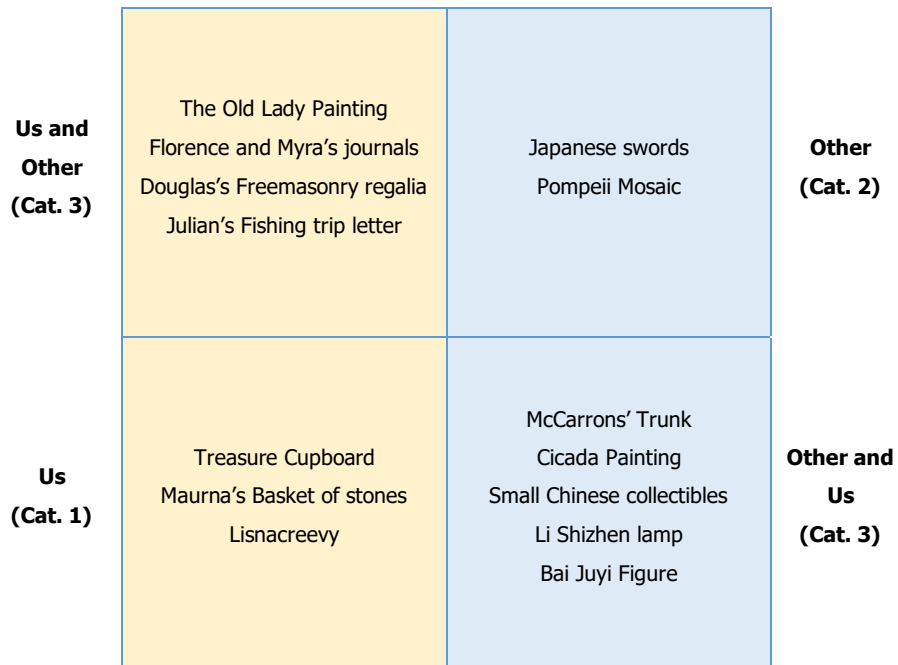 Us and
Other
(Cat. 3)
The Old Lady Painting
Florence and Myra’s journals
Douglas’s Freemasonry regalia
Julian’s Fishing trip letter
Japanese swords
Pompeii Mosaic
Other
(Cat. 2)
Us
(Cat. 1)
Treasure Cupboard
Maurna’s Basket of stones
Lisnacreevy
McCarrons’ Trunk
Cicada Painting
Small Chinese collectibles
Li Shizhen lamp
Bai Juyi Figure
Other and
Us
(Cat. 3)